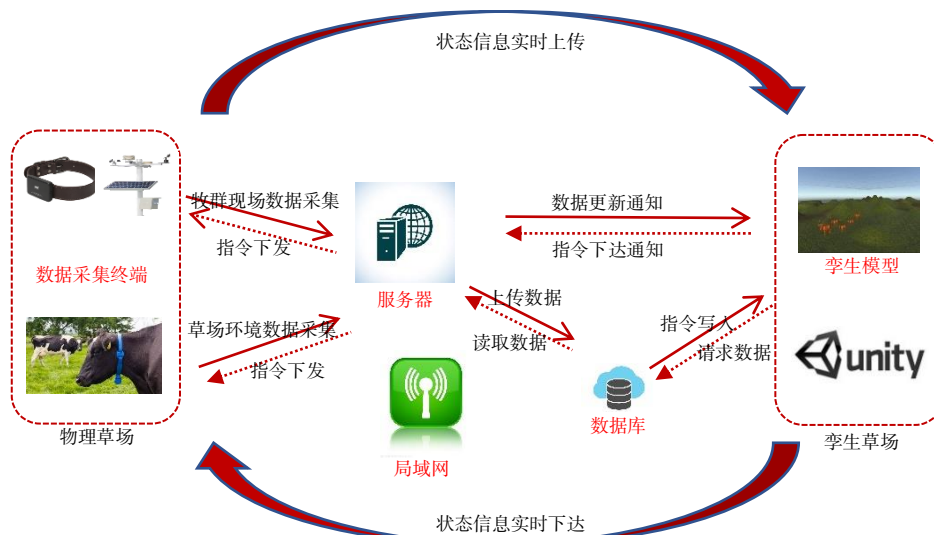 状态信息实时上传
牧群现场数据采集
指令下发
数据更新通知
指令下达通知
数据采集终端
服务器
孪生模型
上传数据
读取数据
草场环境数据采集
指令下发
指令写入
请求数据
unity
数据库
物理草场
局域网
孪生草场
状态信息实时下达